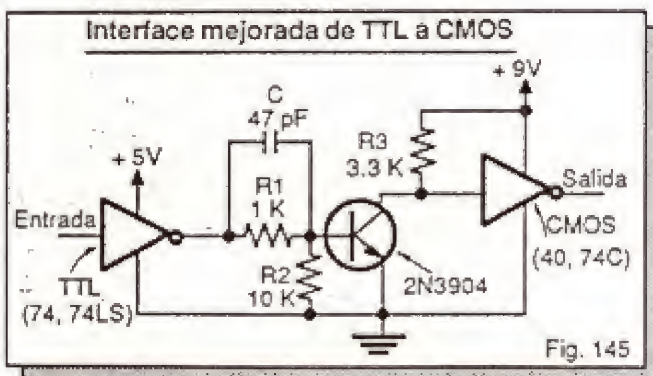 Interface mejorada de TTL a CMOS
+ 9V
C
47 pF
R3
3.3 K
+ 5V
R1
1 K
Entrada
Salida
R2
10 K
2N3904
CMOS
(40, 74C)
TTL
(74, 74LS)
Fig. 145